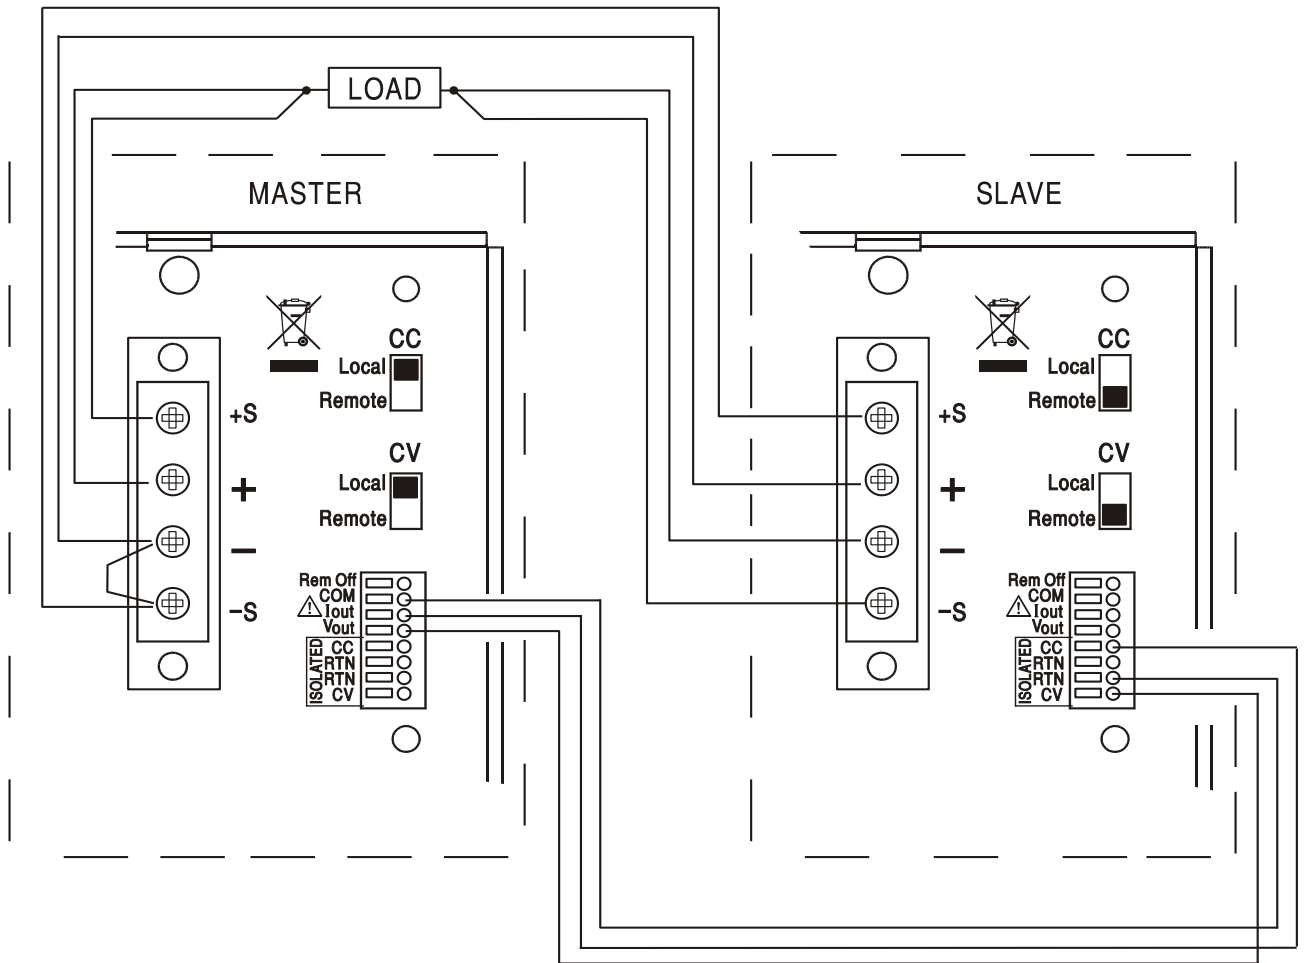 LOAD
MASTER
CC
Local
Remote
+S
CV
Local
Remote
+
−
−S
Rem Off
COM
Iout
Vout
CC
RTN
RTN
CV
ISOLATED
SLAVE
CC
Local
Remote
+S
CV
Local
Remote
+
−
−S
Rem Off
COM
Iout
Vout
CC
RTN
RTN
CV
ISOLATED